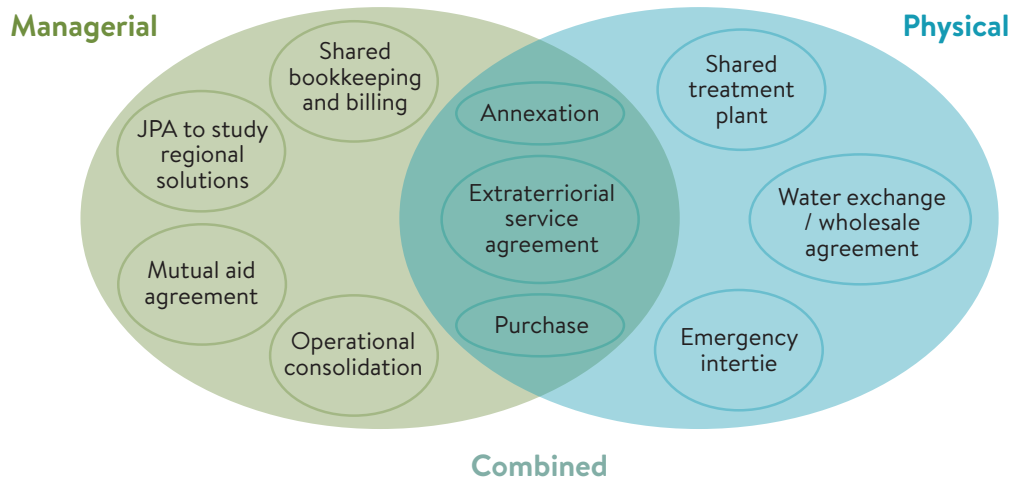 Managerial
Physical
Shared
bookkeeping
and billing
JPA to study
regional
solutions
Mutual aid
agreement
Operational
consolidation
Annexation
Extraterriorial
service
agreement
Purchase
Shared
treatment
plant
Water exchange
/ wholesale
agreement
Emergency
intertie
Combined